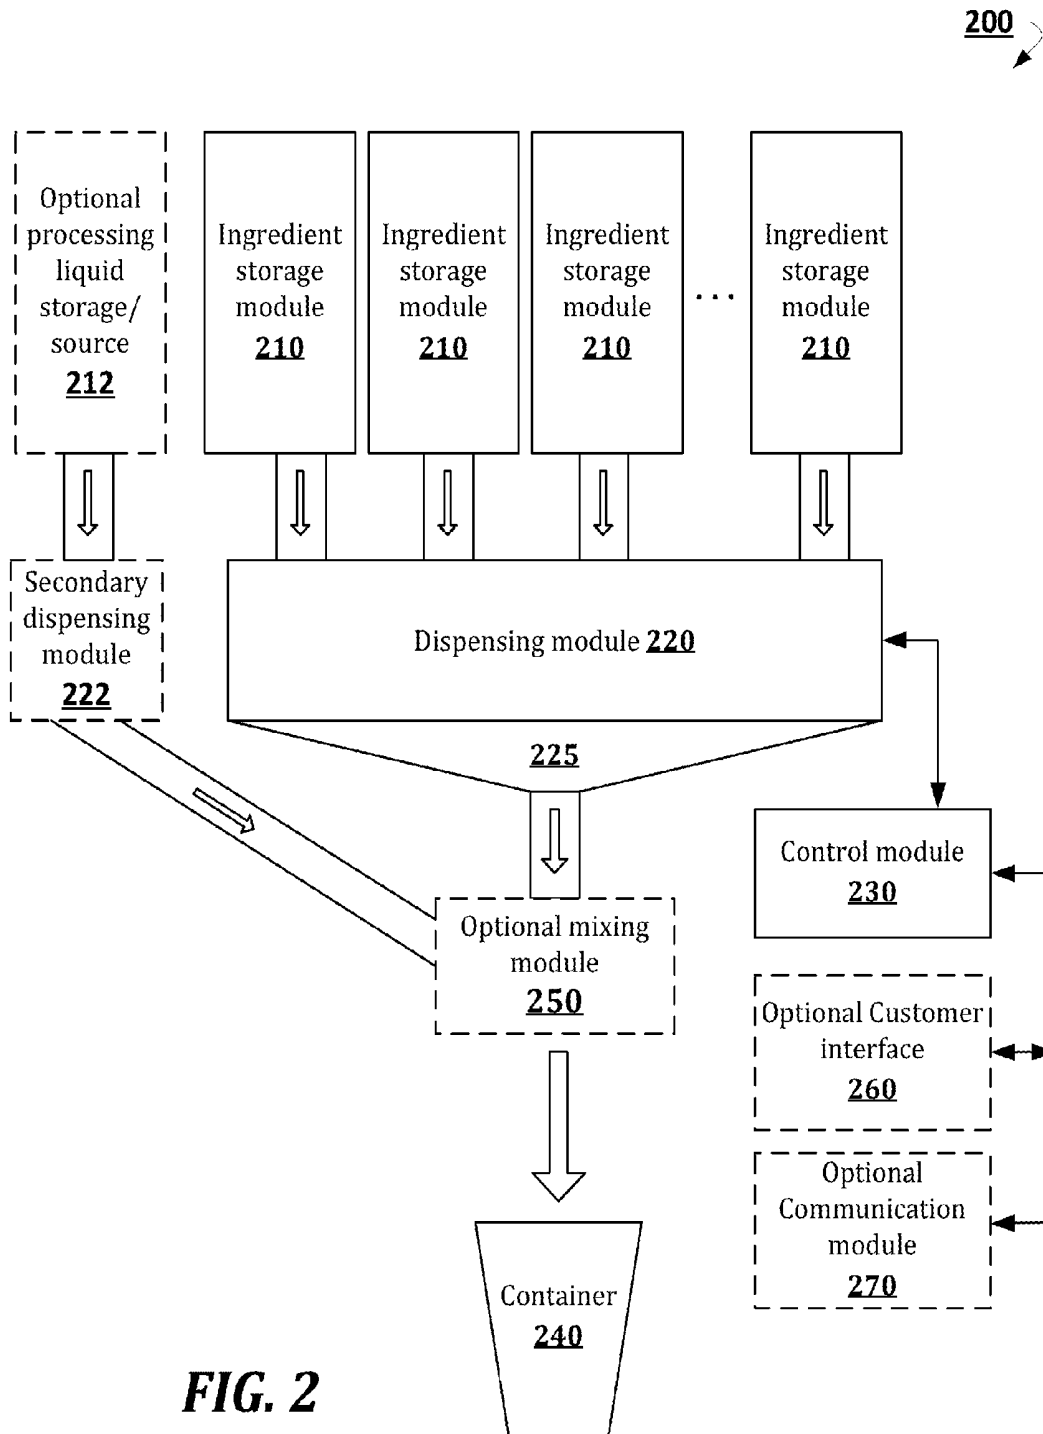 200
Optional
processing
liquid
storage/
source
212
Ingredient
storage
module
210
Ingredient
storage
module
210
Ingredient
storage
module
210
...
Ingredient
storage
module
210
Secondary
dispensing
module
222
Dispensing module 220
225
Control module
230
Optional mixing
module
250
Optional Customer
interface
260
Optional
Communication
module
270
Container
240
FIG. 2